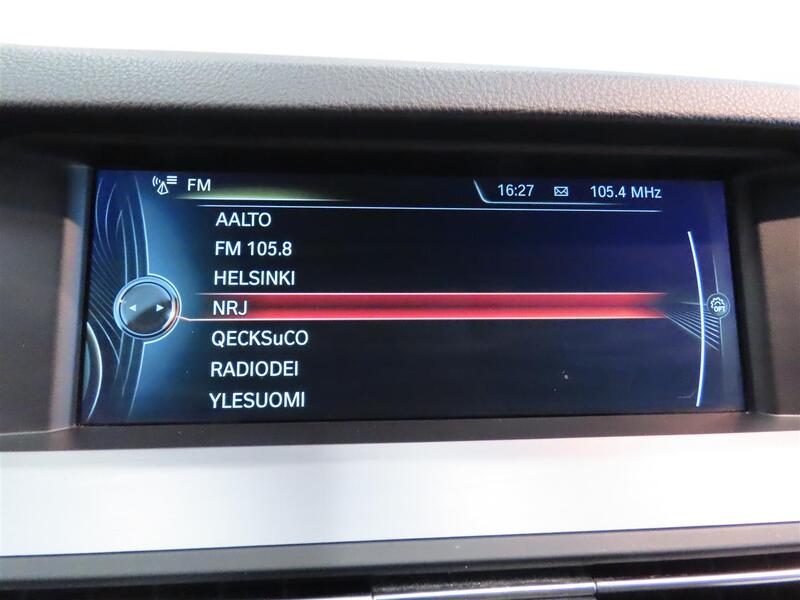 FM 16:27 105.4 MHz
AALTO
FM 105.8
HELSINKI
NRJ
OPT
QECKSuCO
RADIODEI
YLESUOMI